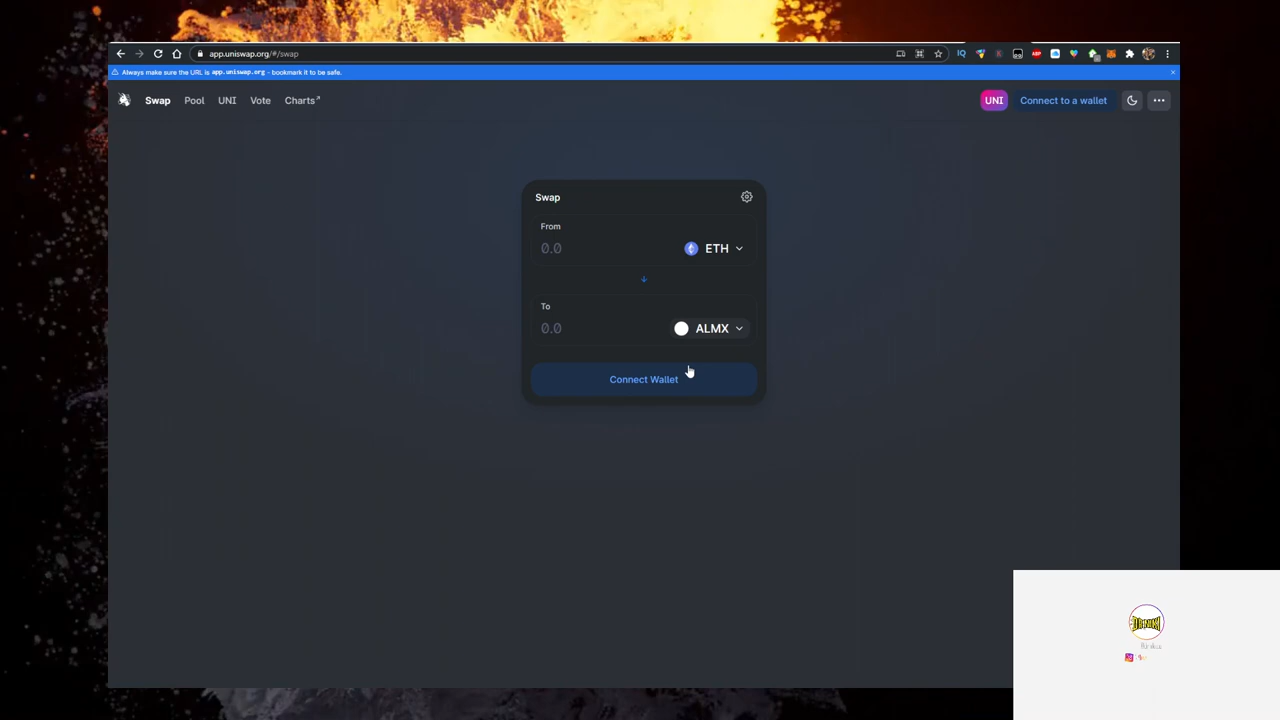 app.uniswap.org/#/swap
Always make sure the URL is app.uniswap.org - bookmark it to be safe.
Swap Pool UNI Vote Charts↗
UNI Connect to a wallet
Swap
From
0.0 ETH
To
0.0 ALMX
Connect Wallet